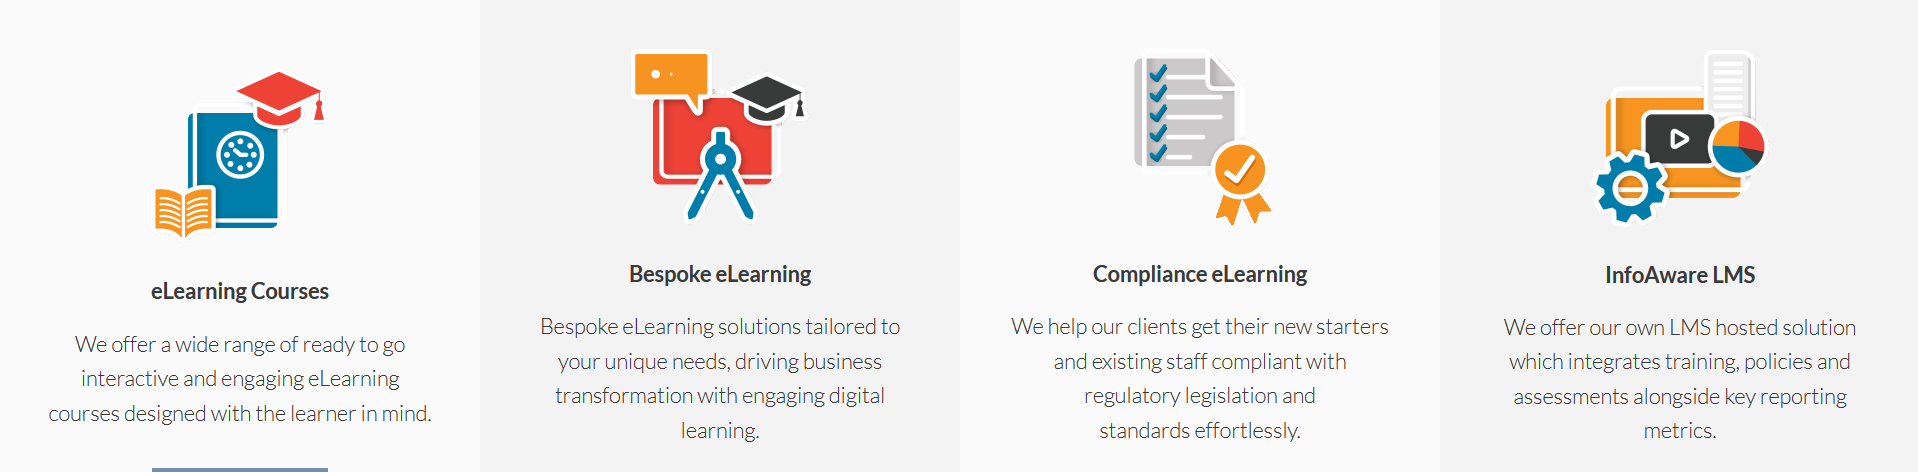 eLearning Courses
We offer a wide range of ready to go
interactive and engaging eLearning
courses designed with the learner in mind.
Bespoke eLearning
Bespoke eLearning solutions tailored to
your unique needs, driving business
transformation with engaging digital
learning.
Compliance eLearning
We help our clients get their new starters
and existing staff compliant with
regulatory legislation and
standards effortlessly.
InfoAware LMS
We offer our own LMS hosted solution
which integrates training, policies and
assessments alongside key reporting
metrics.